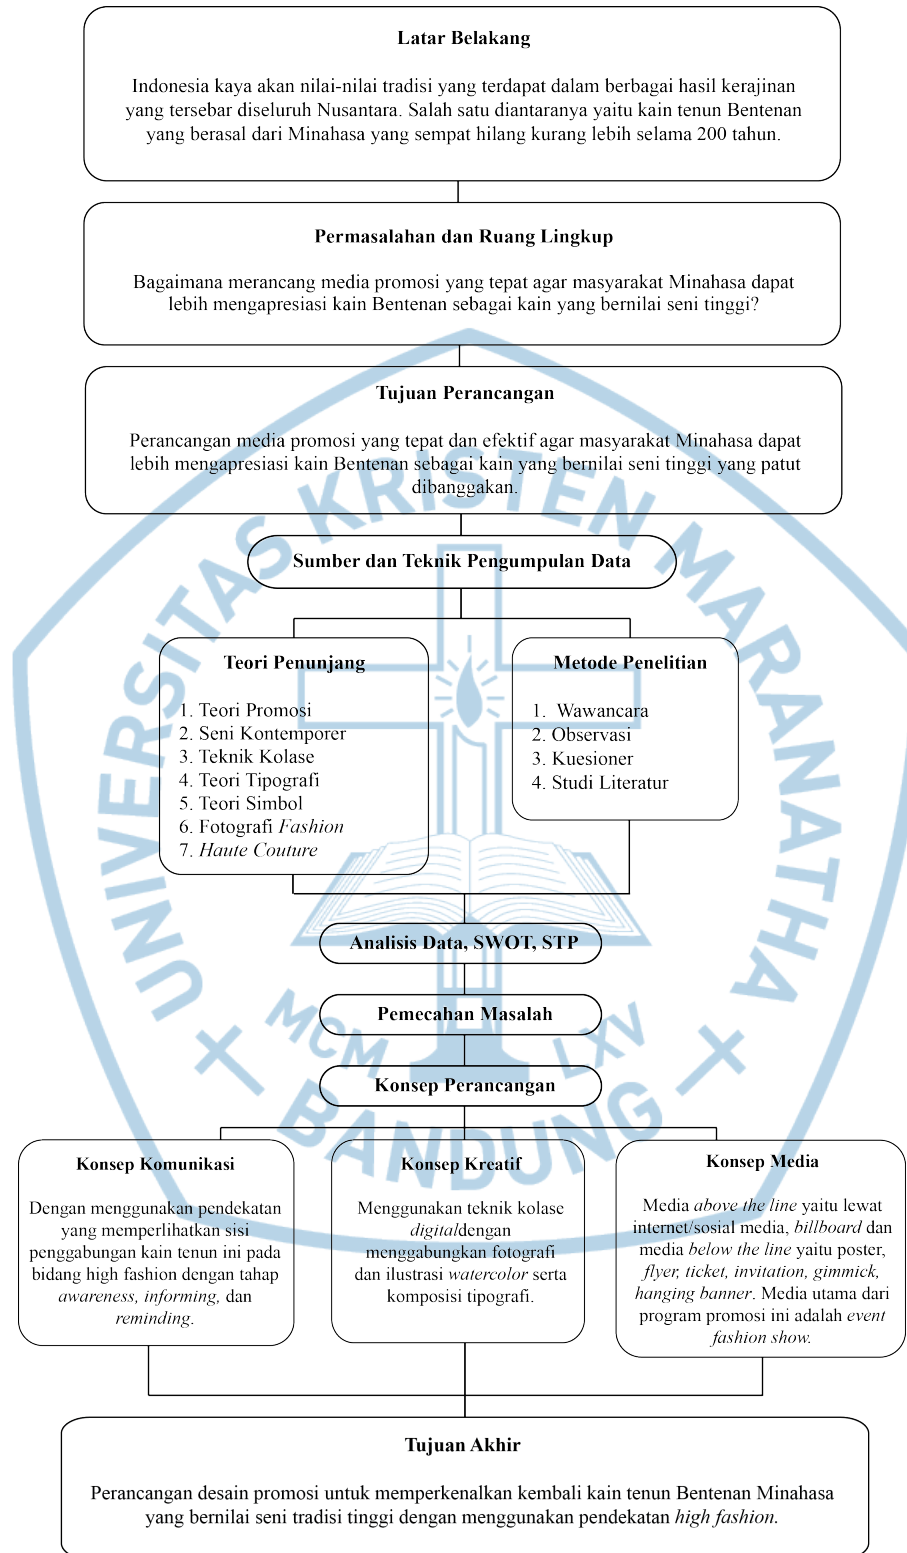 Latar Belakang
Indonesia kaya akan nilai-nilai tradisi yang terdapat dalam berbagai hasil kerajinan
yang tersebar diseluruh Nusantara. Salah satu diantaranya yaitu kain tenun Bentenan
yang berasal dari Minahasa yang sempat hilang kurang lebih selama 200 tahun.
Permasalahan dan Ruang Lingkup
Bagaimana merancang media promosi yang tepat agar masyarakat Minahasa dapat
lebih mengapresiasi kain Bentenan sebagai kain yang bernilai seni tinggi?
Tujuan Perancangan
Perancangan media promosi yang tepat dan efektif agar masyarakat Minahasa dapat
lebih mengapresiasi kain Bentenan sebagai kain yang bernilai seni tinggi yang patut
dibanggakan.
Sumber dan Teknik Pengumpulan Data
Teori Penunjang
1. Teori Promosi
2. Seni Kontemporer
3. Teknik Kolase
4. Teori Tipografi
5. Teori Simbol
6. Fotografi Fashion
7. Haute Couture
Metode Penelitian
1. Wawancara
2. Observasi
3. Kuesioner
4. Studi Literatur
Analisis Data, SWOT, STP
Pemecahan Masalah
Konsep Perancangan
Konsep Komunikasi
Dengan menggunakan pendekatan
yang memperlihatkan sisi
penggabungan kain tenun ini pada
bidang high fashion dengan tahap
awareness, informing, dan
reminding.
Konsep Kreatif
Menggunakan teknik kolase
digitaldengan
menggabungkan fotografi
dan ilustrasi watercolor serta
komposisi tipografi.
Konsep Media
Media above the line yaitu lewat
internet/sosial media, billboard dan
media below the line yaitu poster,
flyer, ticket, invitation, gimmick,
hanging banner. Media utama dari
program promosi ini adalah event
fashion show.
Tujuan Akhir
Perancangan desain promosi untuk memperkenalkan kembali kain tenun Bentenan Minahasa
yang bernilai seni tradisi tinggi dengan menggunakan pendekatan high fashion.
UNIVERSITAS KRISTEN MARANATHA
MCM LXV
BANDUNG